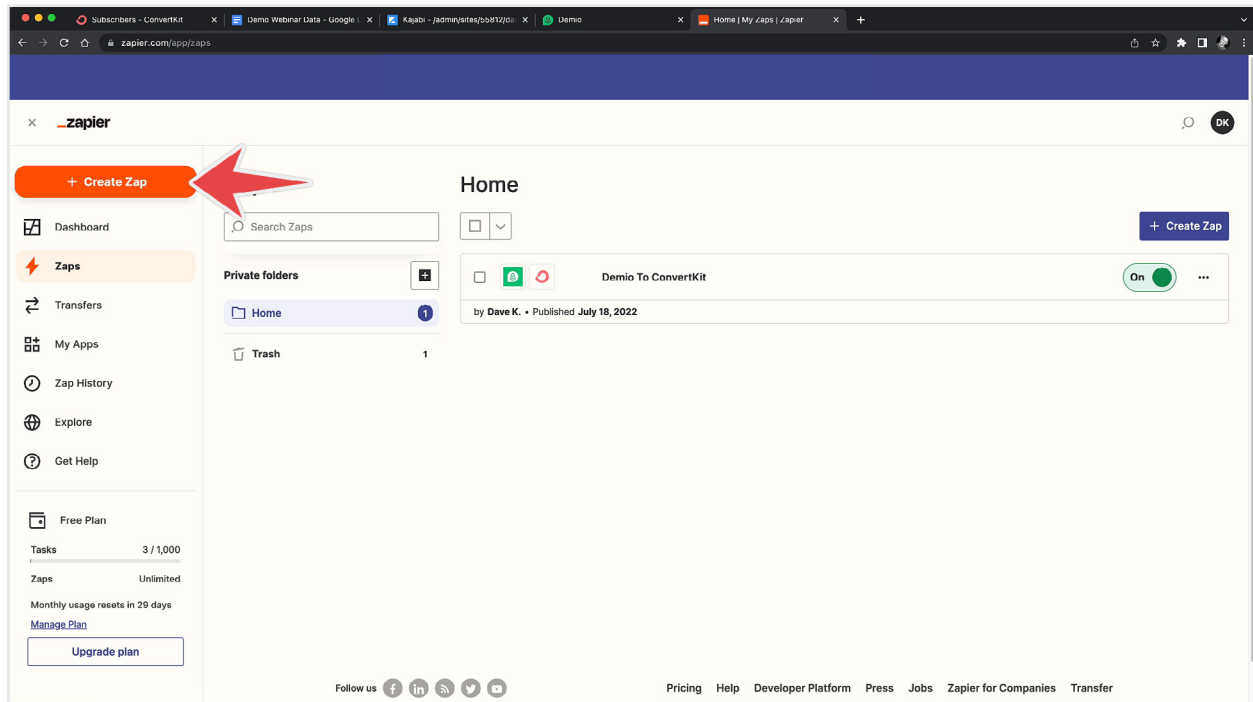 Subscribers - ConvertKit
Demo Webinar Data - Google
Kajabi - /admin/sites/55812/da
Demio
Home | My Zaps | Zapier
zapier.com/app/zaps
_zapier
DK
+ Create Zap
Dashboard
Zaps
Transfers
My Apps
Zap History
Explore
Get Help
Free Plan
Tasks 3 / 1,000
Zaps Unlimited
Monthly usage resets in 29 days
Manage Plan
Upgrade plan
Search Zaps
Private folders
Home 1
Trash 1
Home
+ Create Zap
Demio To ConvertKit
On
by Dave K. • Published July 18, 2022
Follow us
Pricing Help Developer Platform Press Jobs Zapier for Companies Transfer